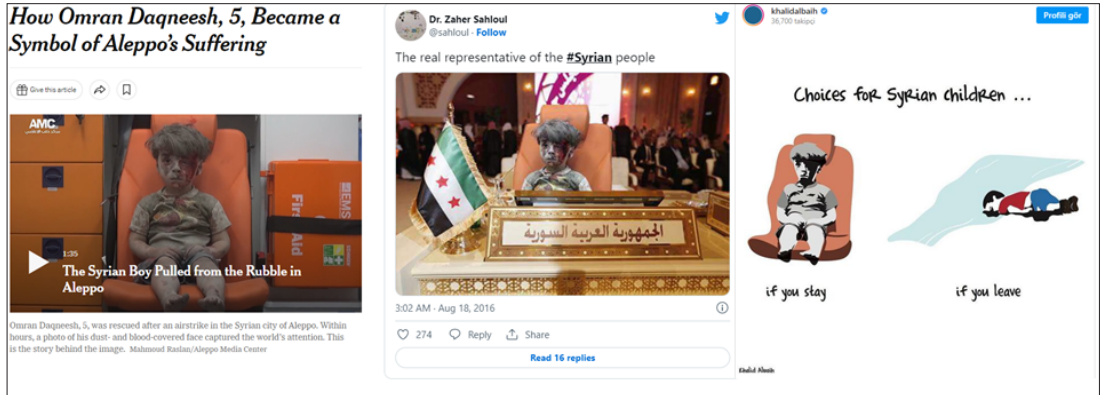 How Omran Daqneesh, 5, Became a
Symbol of Aleppo's Suffering
Give this article
AMC
EMS
First Aid
1:35
The Syrian Boy Pulled from the Rubble in
Aleppo
Omran Daqneesh, 5, was rescued after an airstrike in the Syrian city of Aleppo. Within
hours, a photo of his dust- and blood-covered face captured the world's attention. This
is the story behind the image. Mahmoud Raslan/Aleppo Media Center
Dr. Zaher Sahloul
@sahloul · Follow
The real representative of the #Syrian people
الجمهورية العربية السورية
3:02 AM · Aug 18, 2016
274 Reply Share
Read 16 replies
khalidalbaih
36,700 takipçi
Profili gör
Choices for Syrian children ...
if you stay
if you leave
Khalid Albaih